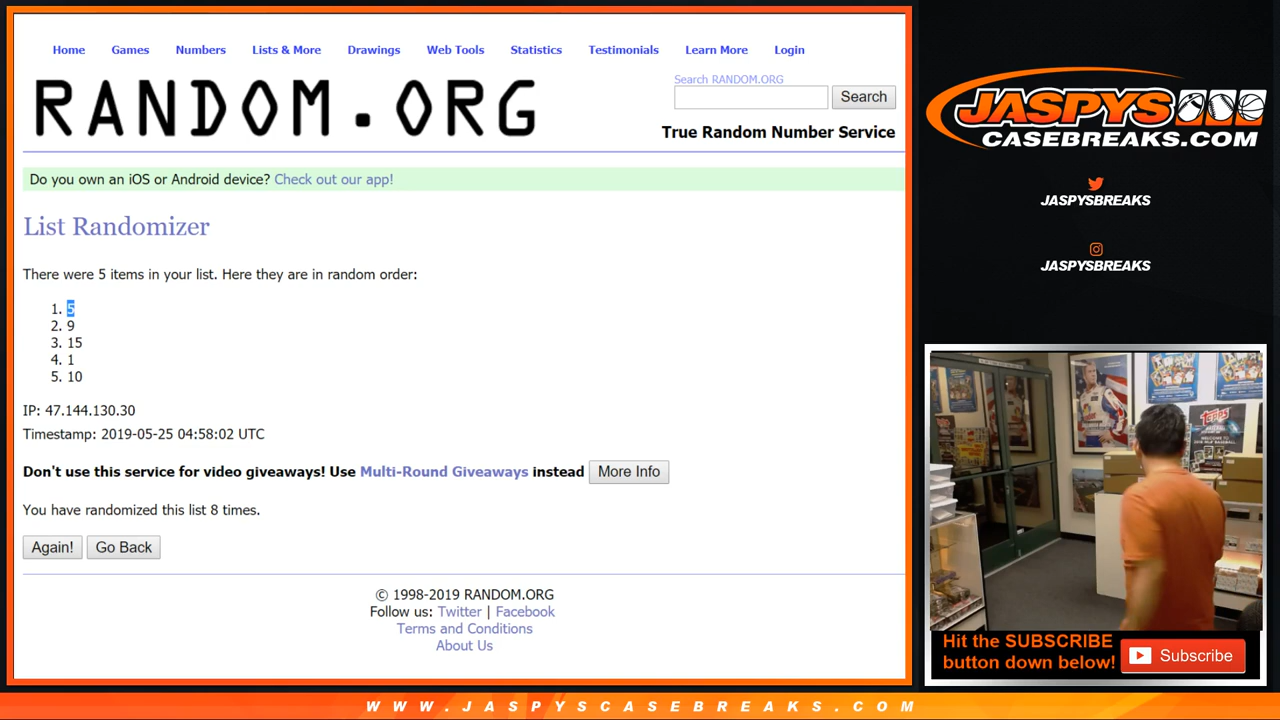 Home Games Numbers Lists & More Drawings Web Tools Statistics Testimonials Learn More Login
RANDOM.ORG
Search RANDOM.ORG
Search
True Random Number Service
Do you own an iOS or Android device? Check out our app!
List Randomizer
There were 5 items in your list. Here they are in random order:
1. 5
2. 9
3. 15
4. 1
5. 10
IP: 47.144.130.30
Timestamp: 2019-05-25 04:58:02 UTC
Don't use this service for video giveaways! Use Multi-Round Giveaways instead More Info
You have randomized this list 8 times.
Again! Go Back
© 1998-2019 RANDOM.ORG
Follow us: Twitter | Facebook
Terms and Conditions
About Us
JASPYS
CASEBREAKS.COM
JASPYSBREAKS
JASPYSBREAKS
TOPPS
Hit the SUBSCRIBE
button down below!
Subscribe
WWW.JASPYSCASEBREAKS.COM